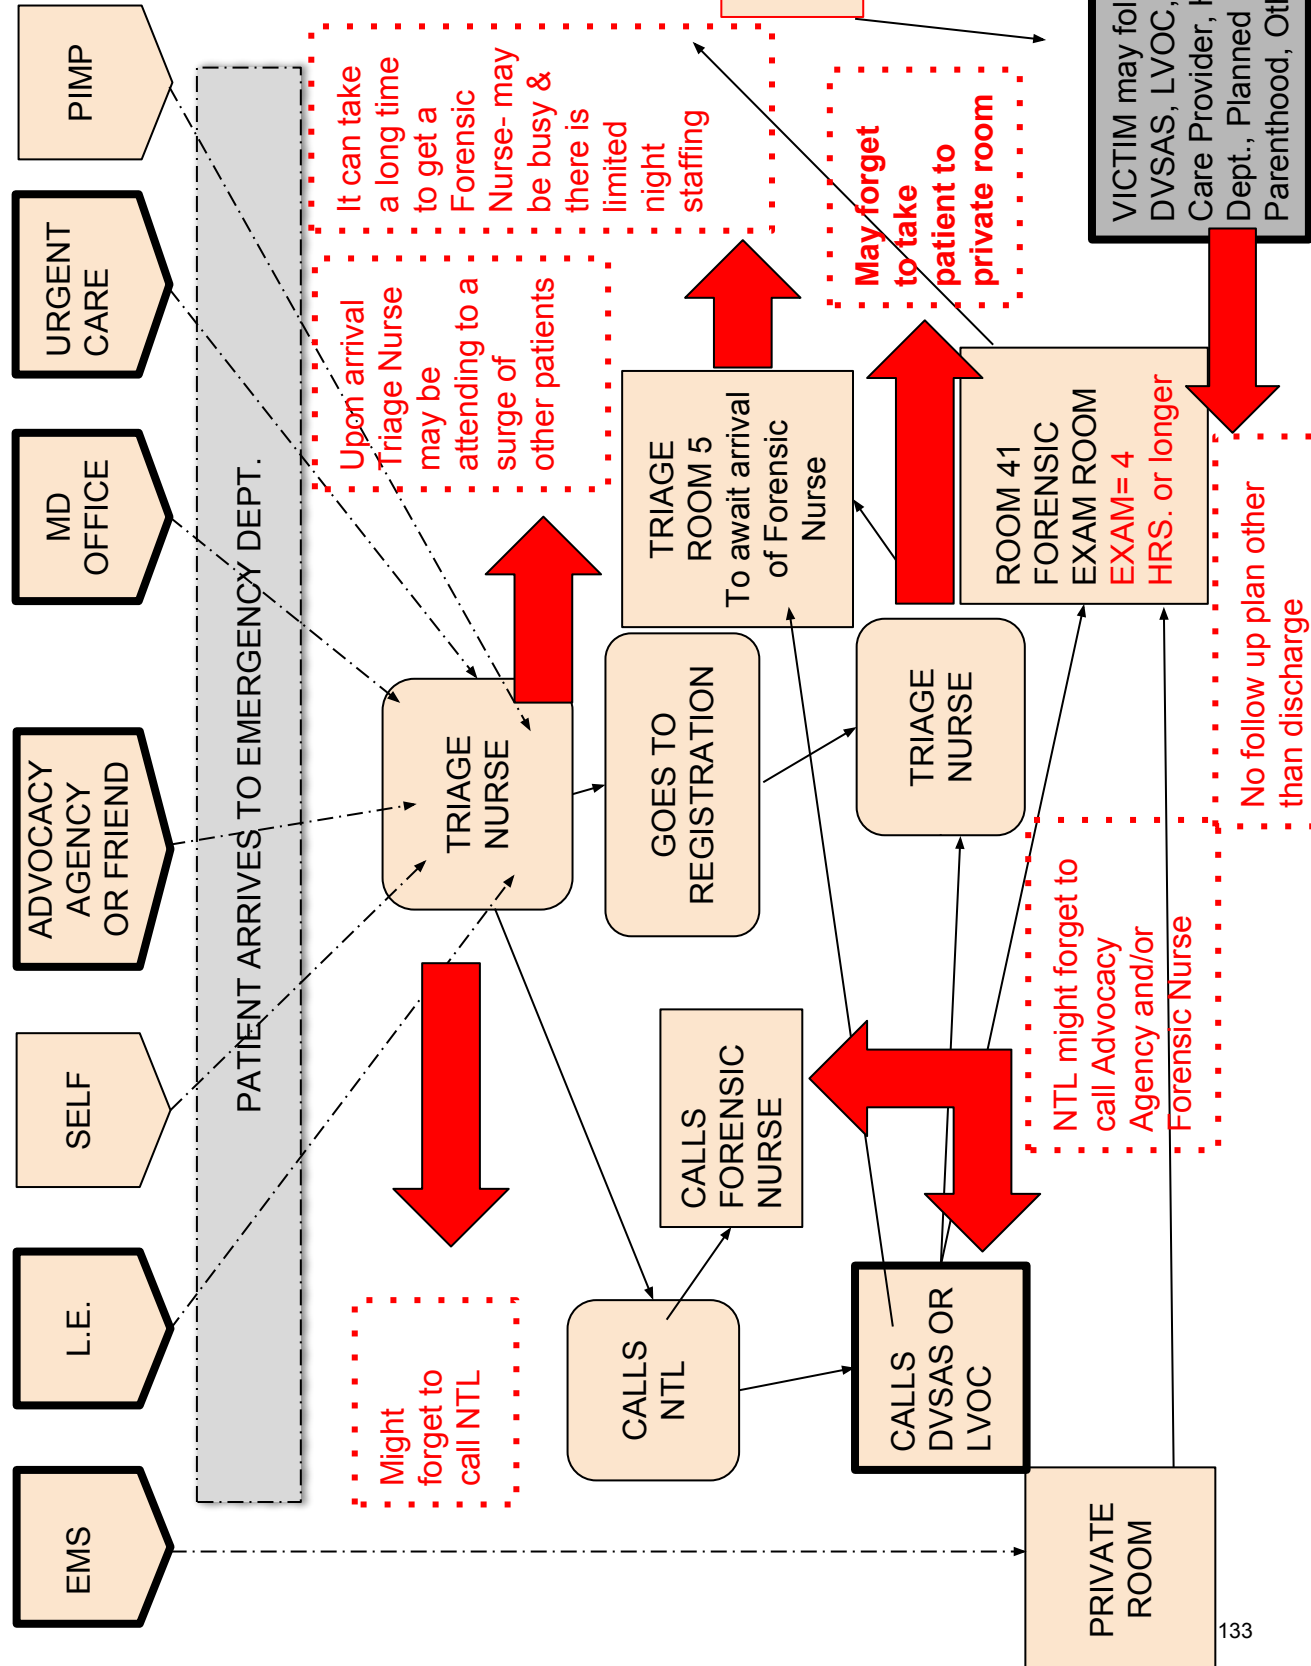 EMS
L.E.
SELF
ADVOCACY
AGENCY
OR FRIEND
MD
OFFICE
URGENT
CARE
PIMP
PATIENT ARRIVES TO EMERGENCY DEPT.
Might
forget to
call NTL
TRIAGE
NURSE
Upon arrival
Triage Nurse
may be
attending to a
surge of
other patients
It can take
a long time
to get a
Forensic
Nurse- may
be busy &
there is
limited
night
staffing
CALLS
NTL
CALLS
FORENSIC
NURSE
GOES TO
REGISTRATION
TRIAGE
ROOM 5
To await arrival
of Forensic
Nurse
CALLS
DVSAS OR
LVOC
TRIAGE
NURSE
May forget
to take
patient to
private room
PRIVATE
ROOM
NTL might forget to
call Advocacy
Agency and/or
Forensic Nurse
ROOM 41
FORENSIC
EXAM ROOM
EXAM= 4
HRS. or longer
VICTIM may
DVSAS, LVOC,
Care Provider,
Dept., Planned
Parenthood,
No follow up plan other
than discharge
133